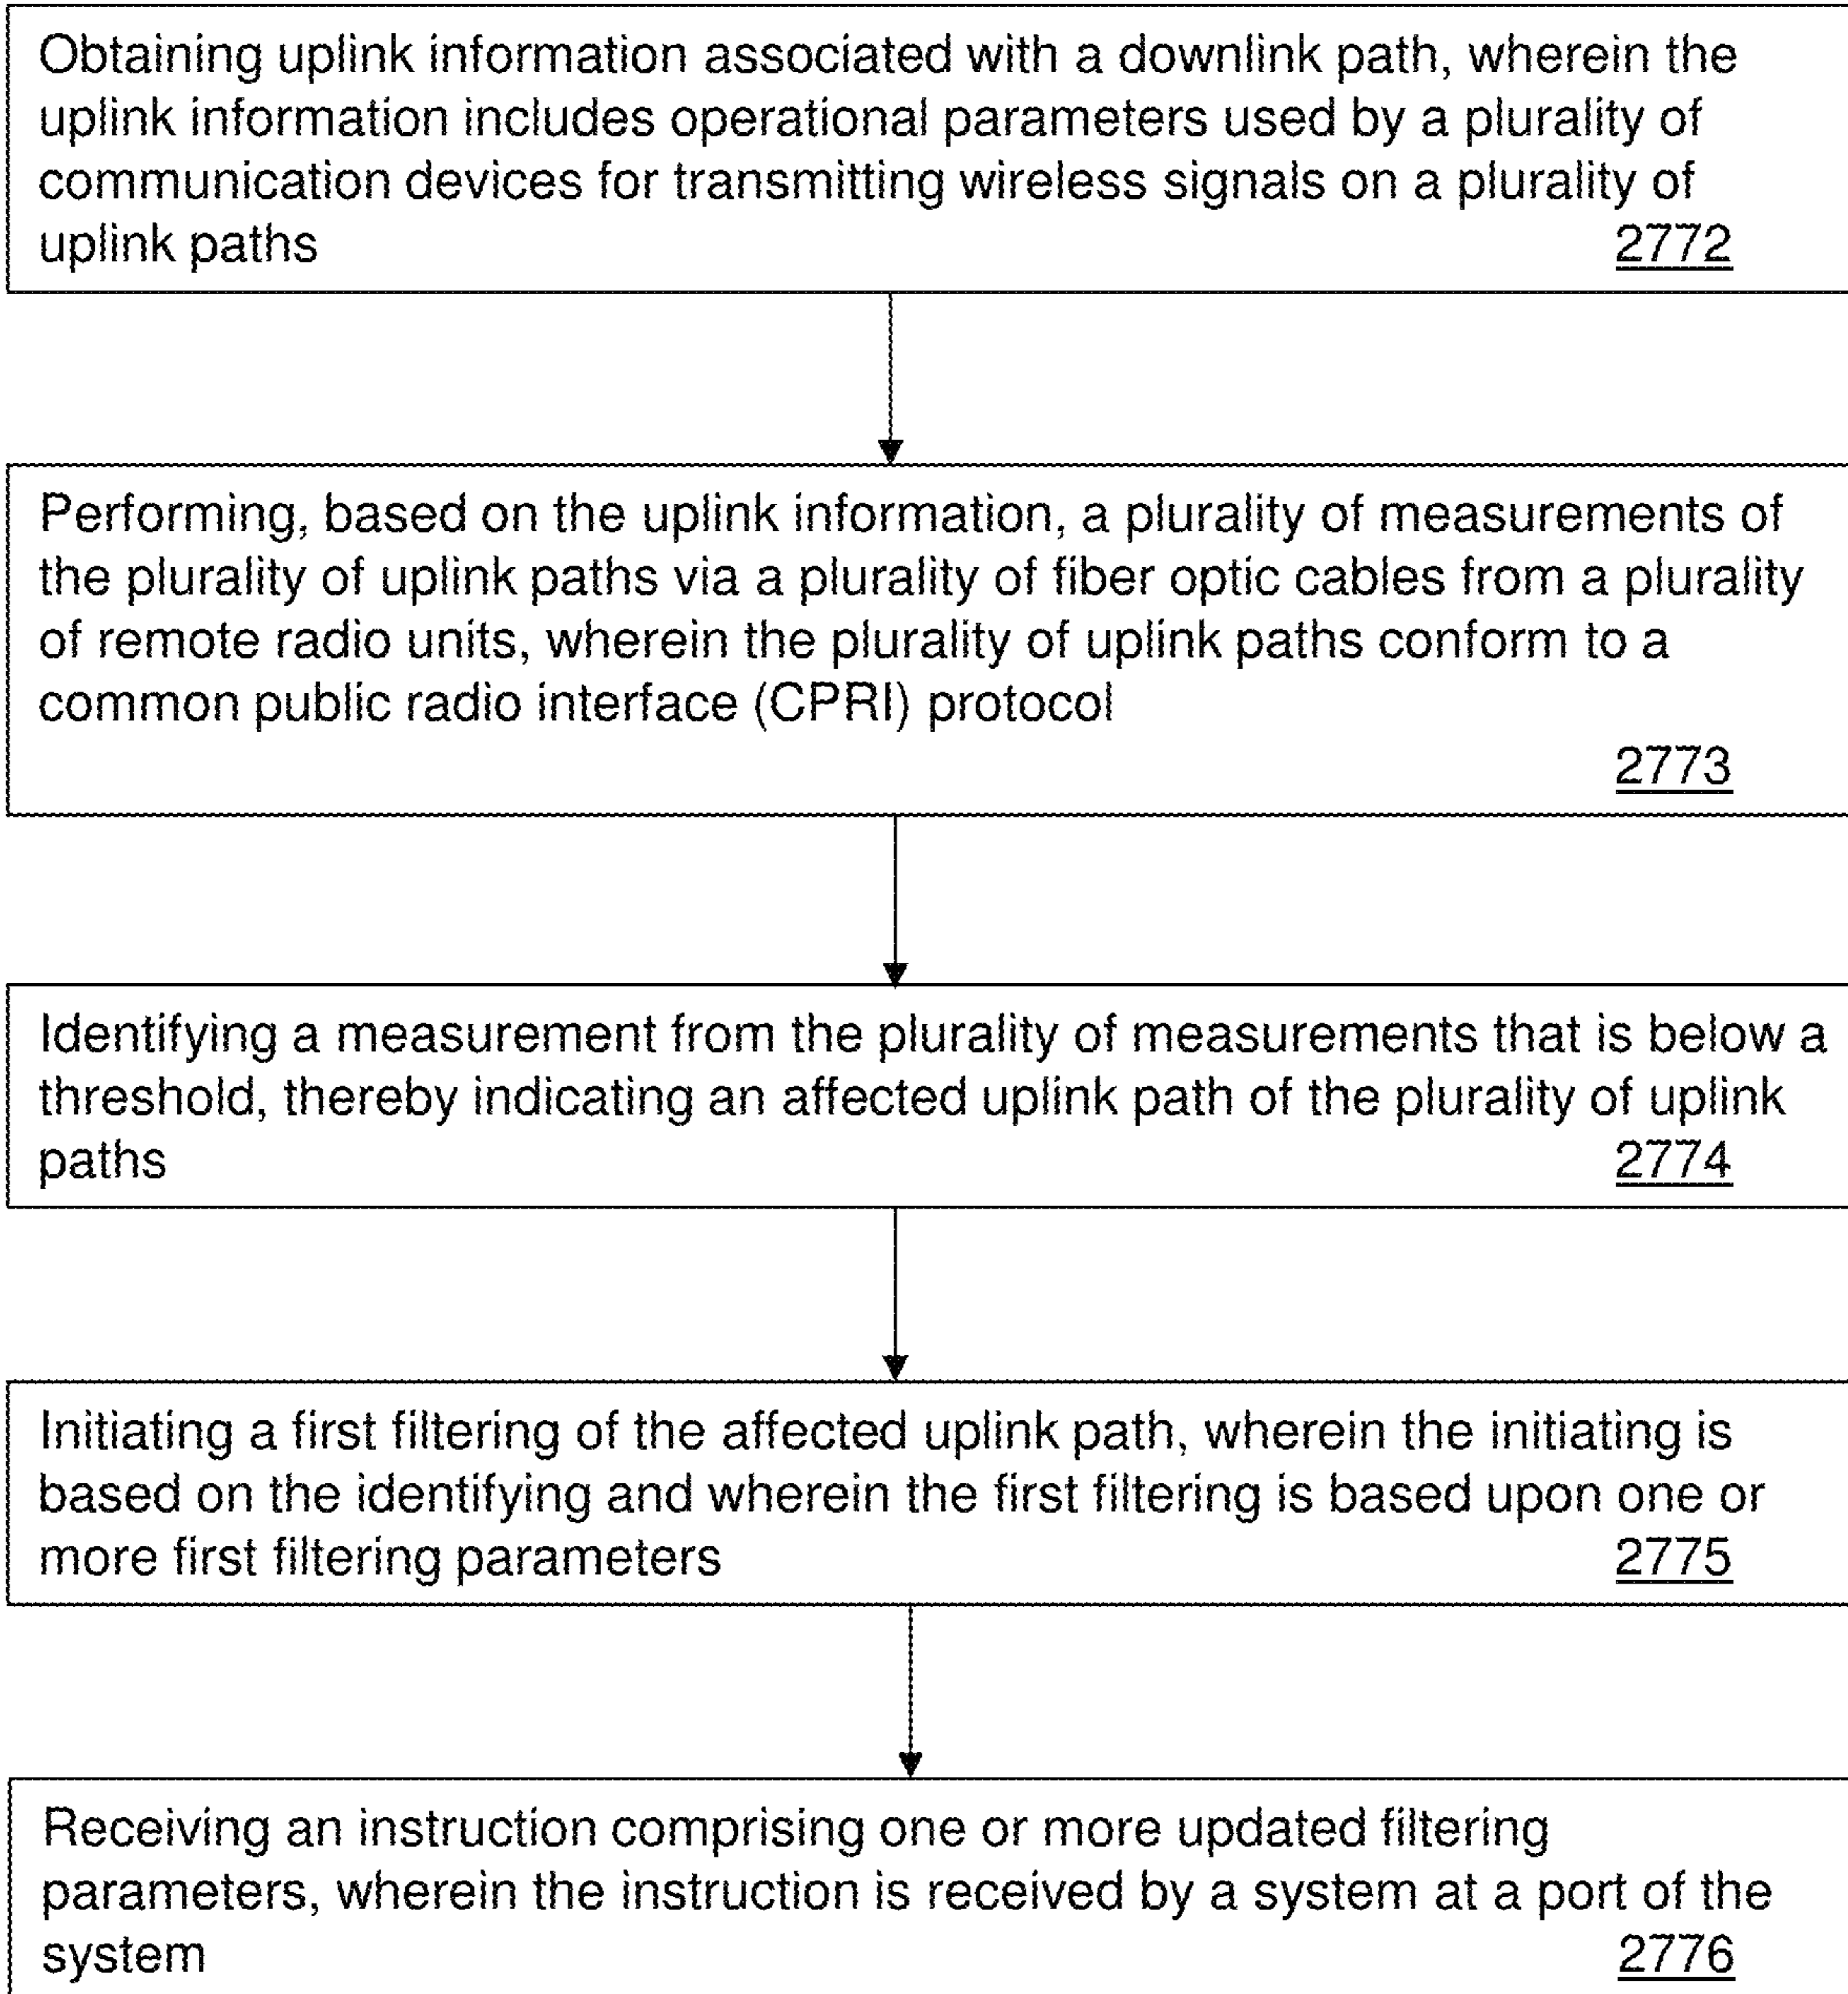 Obtaining uplink information associated with a downlink path, wherein the
uplink information includes operational parameters used by a plurality of
communication devices for transmitting wireless signals on a plurality of
uplink paths 2772
Performing, based on the uplink information, a plurality of measurements of
the plurality of uplink paths via a plurality of fiber optic cables from a plurality
of remote radio units, wherein the plurality of uplink paths conform to a
common public radio interface (CPRI) protocol
2773
Identifying a measurement from the plurality of measurements that is below a
threshold, thereby indicating an affected uplink path of the plurality of uplink
paths 2774
Initiating a first filtering of the affected uplink path, wherein the initiating is
based on the identifying and wherein the first filtering is based upon one or
more first filtering parameters 2775
Receiving an instruction comprising one or more updated filtering
parameters, wherein the instruction is received by a system at a port of the
system 2776